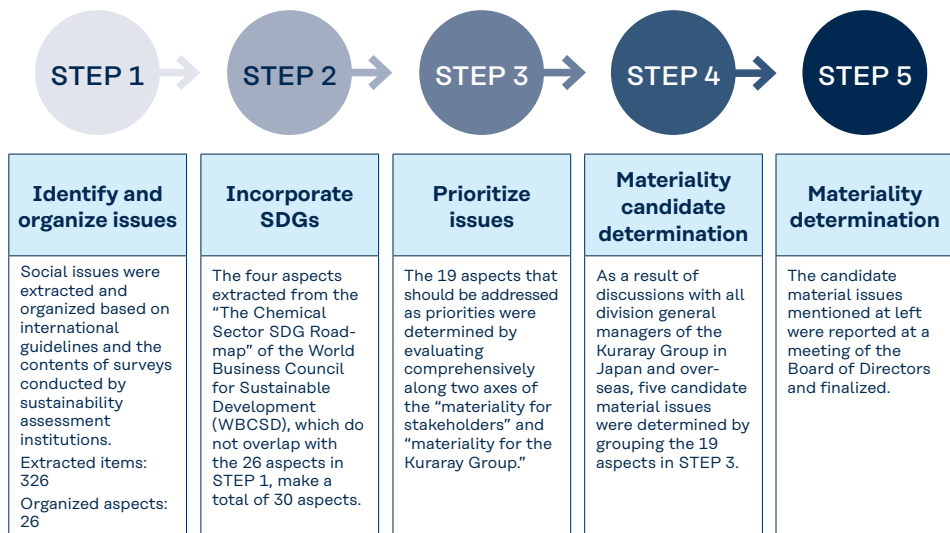 STEP 1
STEP 2
STEP 3
STEP 4
STEP 5
Identify and
organize issues
Social issues were
extracted and
organized based on
international
guidelines and the
contents of surveys
conducted by
sustainability
assessment
institutions.
Extracted items:
326
Organized aspects:
26
Incorporate
SDGs
The four aspects
extracted from the
“The Chemical
Sector SDG Road-
map” of the World
Business Council
for Sustainable
Development
(WBCSD), which do
not overlap with
the 26 aspects in
STEP 1, make a
total of 30 aspects.
Prioritize
issues
The 19 aspects that
should be addressed
as priorities were
determined by
evaluating
comprehensively
along two axes of
the “materiality for
stakeholders” and
“materiality for the
Kuraray Group.”
Materiality
candidate
determination
As a result of
discussions with all
division general
managers of the
Kuraray Group in
Japan and over-
seas, five candidate
material issues
were determined by
grouping the 19
aspects in STEP 3.
Materiality
determination
The candidate
material issues
mentioned at left
were reported at a
meeting of the
Board of Directors
and finalized.